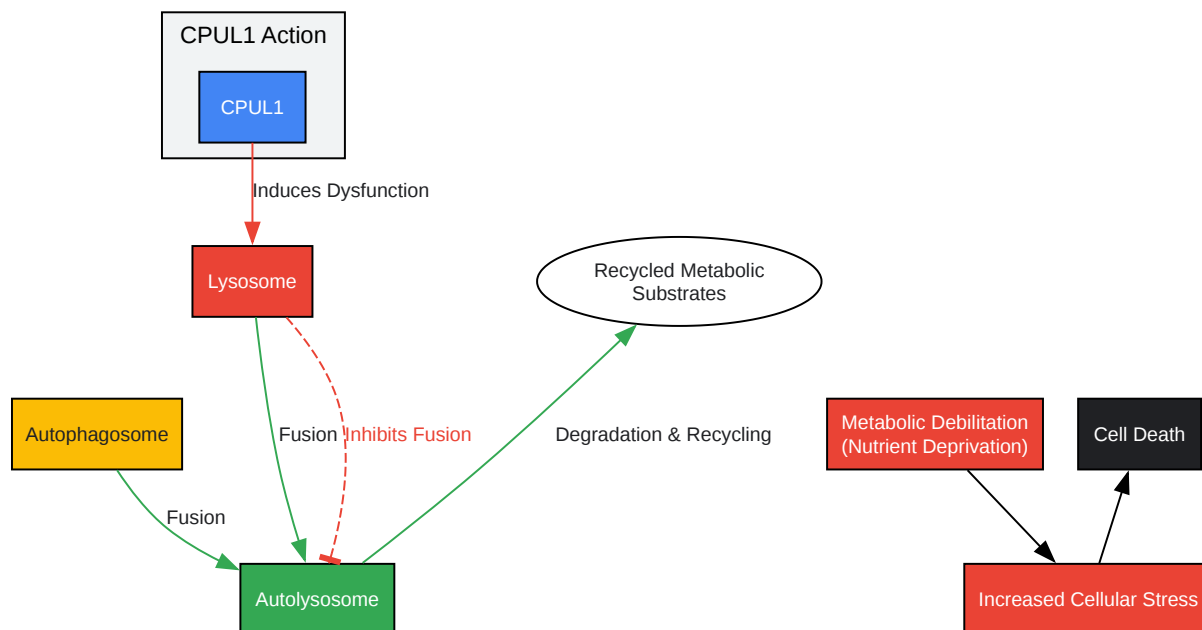 CPUL1 Action
CPUL1
Induces Dysfunction
Lysosome
Recycled Metabolic
Substrates
Autophagosome
Fusion
Inhibits Fusion
Degradation & Recycling
Metabolic Debilitation
(Nutrient Deprivation)
Cell Death
Fusion
Autolysosome
Increased Cellular Stress